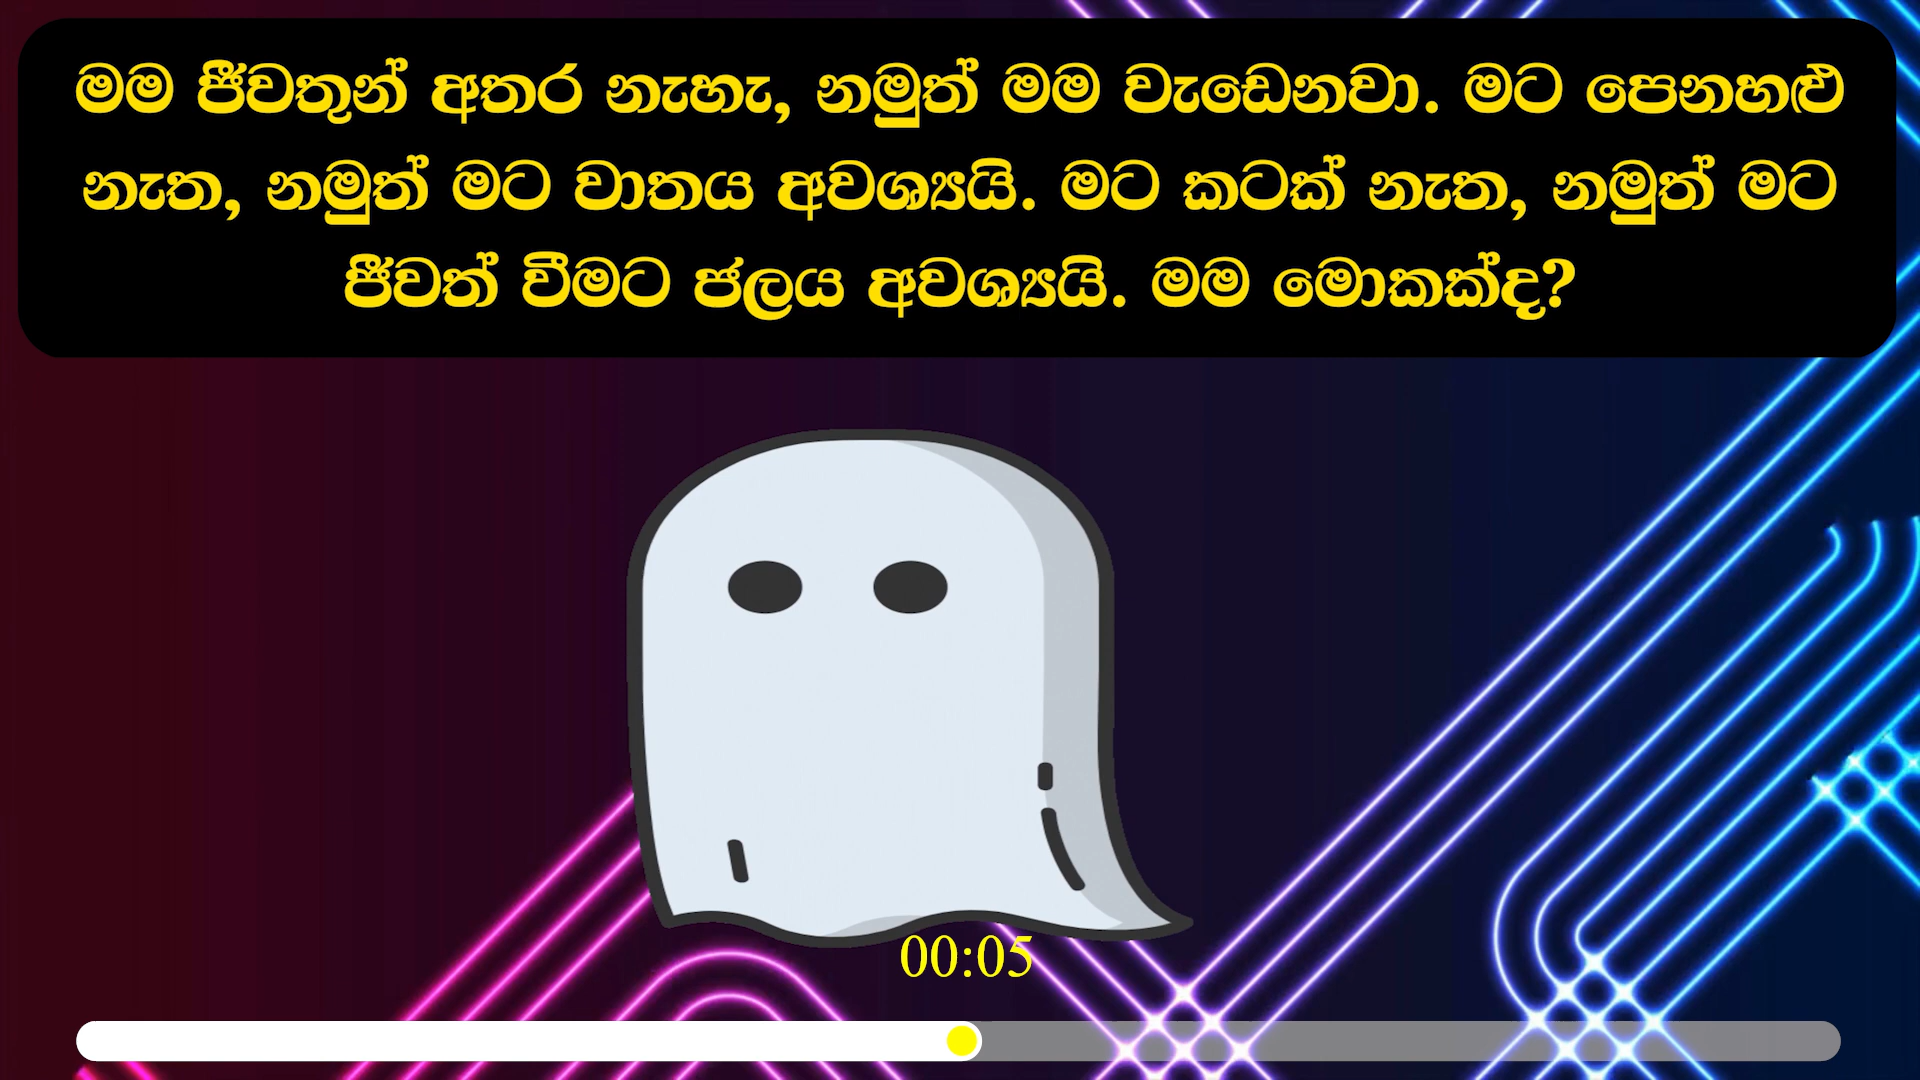 මම ජීවතුන් අතර නැහැ, නමුත් මම වැඩෙනවා. මට පෙනහළු
නැත, නමුත් මට වාතය අවශ්‍යයි. මට කටක් නැත, නමුත් මට
ජීවත් වීමට ජලය අවශ්‍යයි. මම මොකක්ද?
00:05